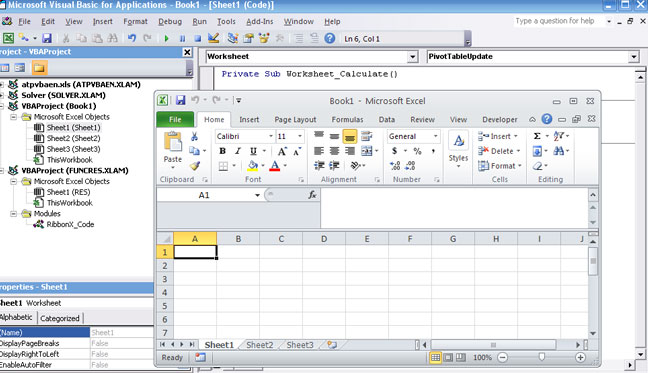 Microsoft Visual Basic for Applications - Book1 - [Sheet1 (Code)]
File Edit View Insert Format Debug Run Tools Add-Ins Window Help Type a question for help
Ln 6, Col 1
roject - VBAProject
Worksheet PivotTableUpdate
Private Sub Worksheet_Calculate()
atpvbaen.xls (ATPVBAEN.XLAM)
Solver (SOLVER.XLAM)
VBAProject (Book1)
Microsoft Excel Objects
Sheet1 (Sheet1)
Sheet2 (Sheet2)
Sheet3 (Sheet3)
ThisWorkbook
VBAProject (FUNCRES.XLAM)
Microsoft Excel Objects
Sheet1 (RES)
ThisWorkbook
Modules
RibbonX_Code
roperties - Sheet1
Sheet1 Worksheet
Alphabetic Categorized
(Name) Sheet1
DisplayPageBreaks False
DisplayRightToLeft False
EnableAutoFilter False
Book1 - Microsoft Excel
File Home Insert Page Layout Formulas Data Review View Developer
Paste Calibri 11 General Styles Insert Delete Format
B I U A $ % , Σ
Clipboard Font Alignment Number Cells Editing
A1 fx
A B C D E F G H I J
1
2
3
4
5
6
7
Sheet1 Sheet2 Sheet3
Ready 100%